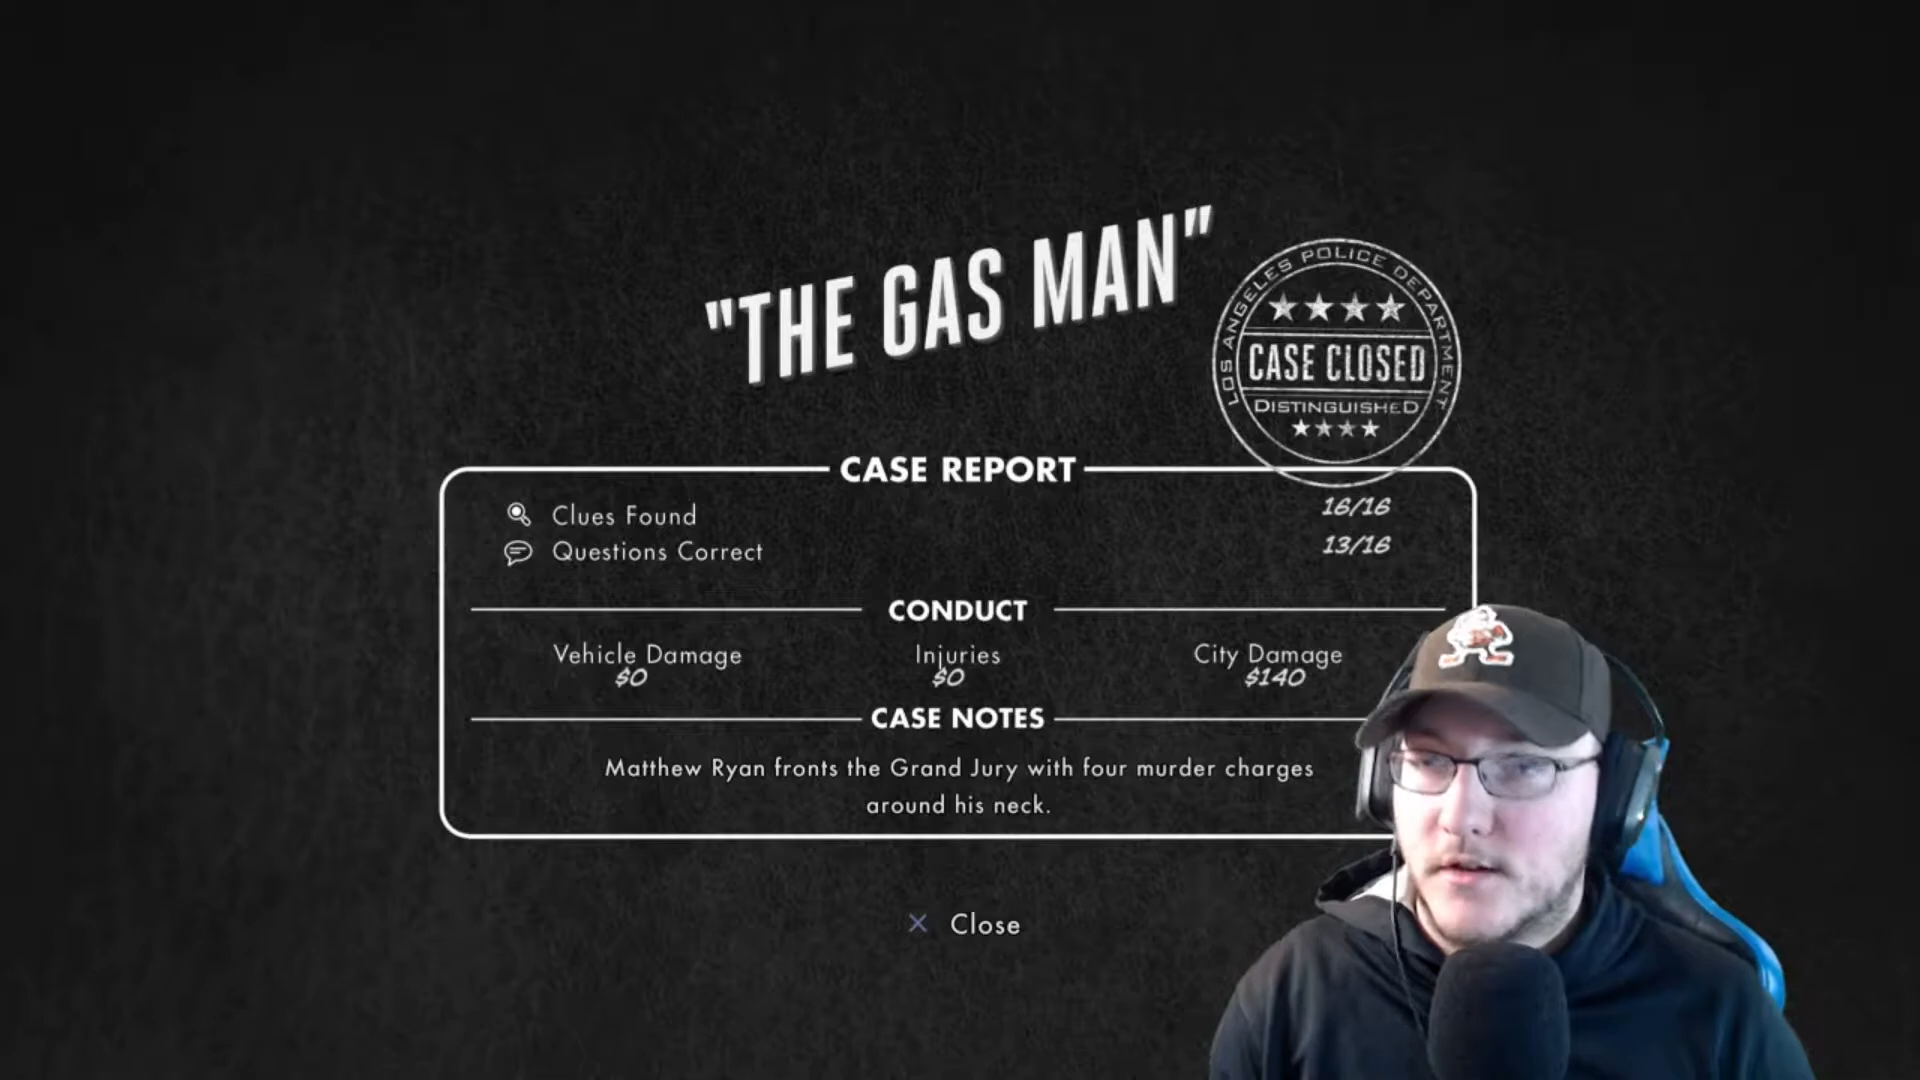 "THE GAS MAN"
LOS ANGELES POLICE DEPARTMENT
CASE CLOSED
DISTINGUISHED
CASE REPORT
Clues Found 16/16
Questions Correct 13/16
CONDUCT
Vehicle Damage Injuries City Damage
$0 $0 $140
CASE NOTES
Matthew Ryan fronts the Grand Jury with four murder charges
around his neck.
Close